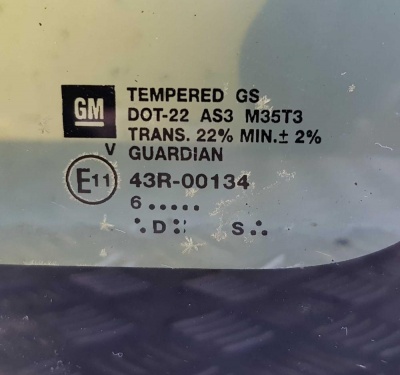 GM
TEMPERED GS
DOT-22 AS3 M35T3
TRANS. 22% MIN.± 2%
V GUARDIAN
E11 43R-00134
6 .....
D S